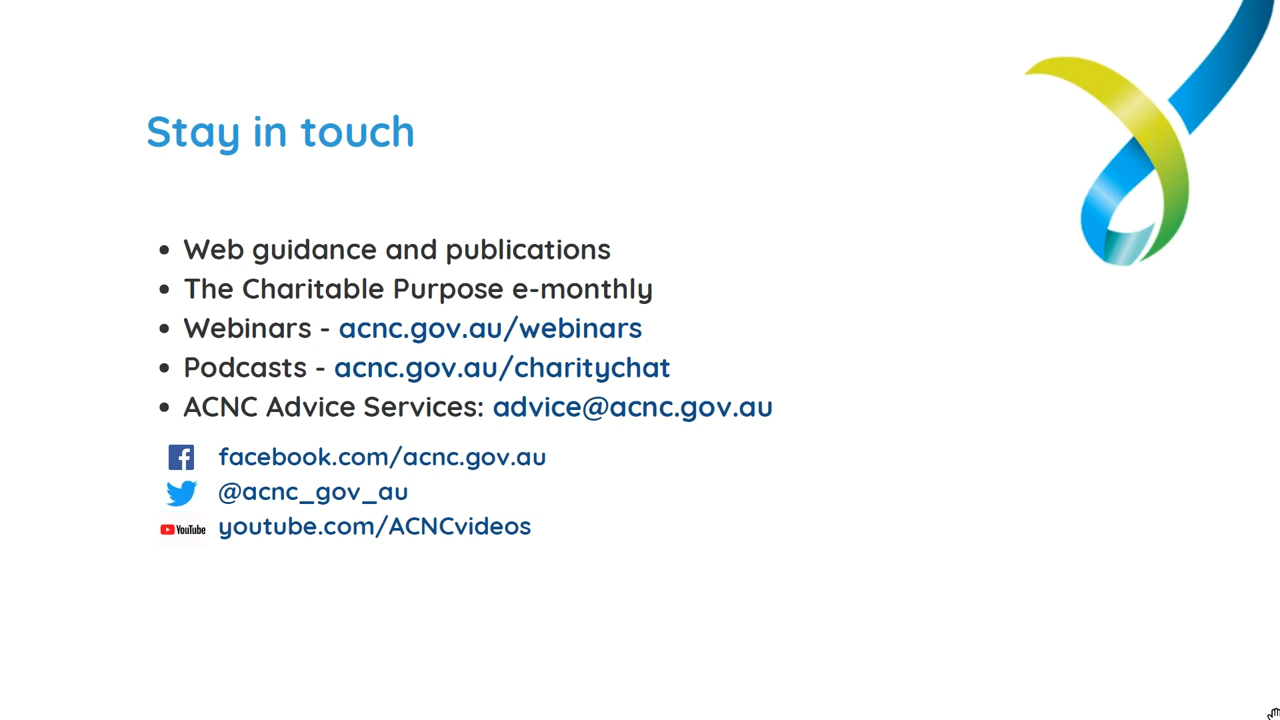 Stay in touch
• Web guidance and publications
• The Charitable Purpose e-monthly
• Webinars - acnc.gov.au/webinars
• Podcasts - acnc.gov.au/charitychat
• ACNC Advice Services: advice@acnc.gov.au
facebook.com/acnc.gov.au
@acnc_gov_au
YouTube youtube.com/ACNCvideos